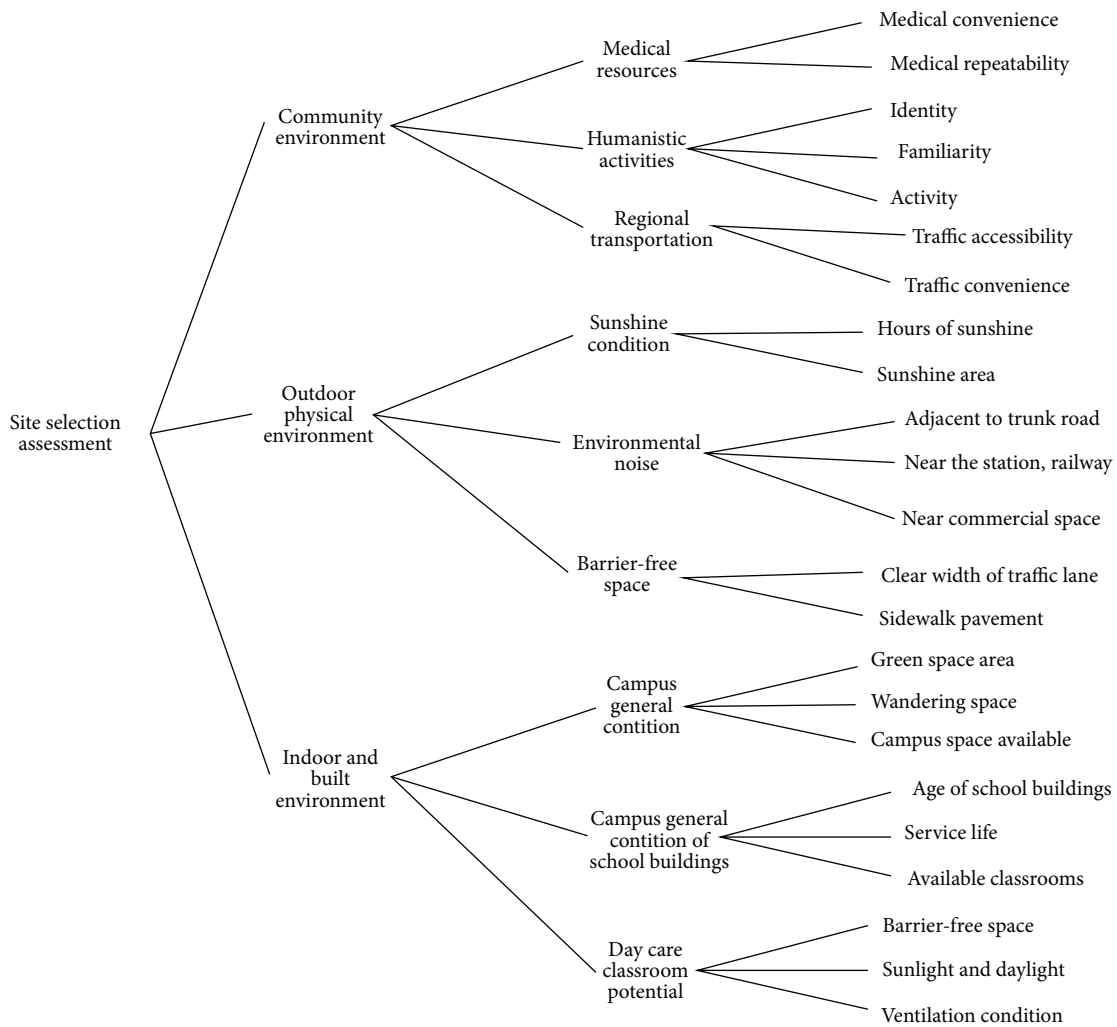 Site selection
assessment
Community
environment
Medical
resources
Medical convenience
Medical repeatability
Humanistic
activities
Identity
Familiarity
Activity
Regional
transportation
Traffic accessibility
Traffic convenience
Outdoor
physical
environment
Sunshine
condition
Hours of sunshine
Sunshine area
Environmental
noise
Adjacent to trunk road
Near the station, railway
Near commercial space
Barrier-free
space
Clear width of traffic lane
Sidewalk pavement
Indoor and
built
environment
Campus
general
contition
Green space area
Wandering space
Campus space available
Campus general
contition of
school buildings
Age of school buildings
Service life
Available classrooms
Day care
classroom
potential
Barrier-free space
Sunlight and daylight
Ventilation condition